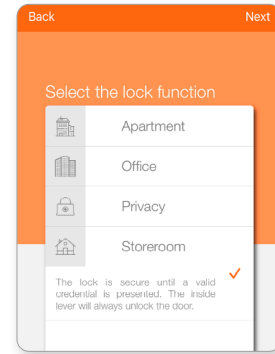 Back Next
Select the lock function
Apartment
Office
Privacy
Storeroom
The lock is secure until a valid
credential is presented. The inside
lever will always unlock the door.